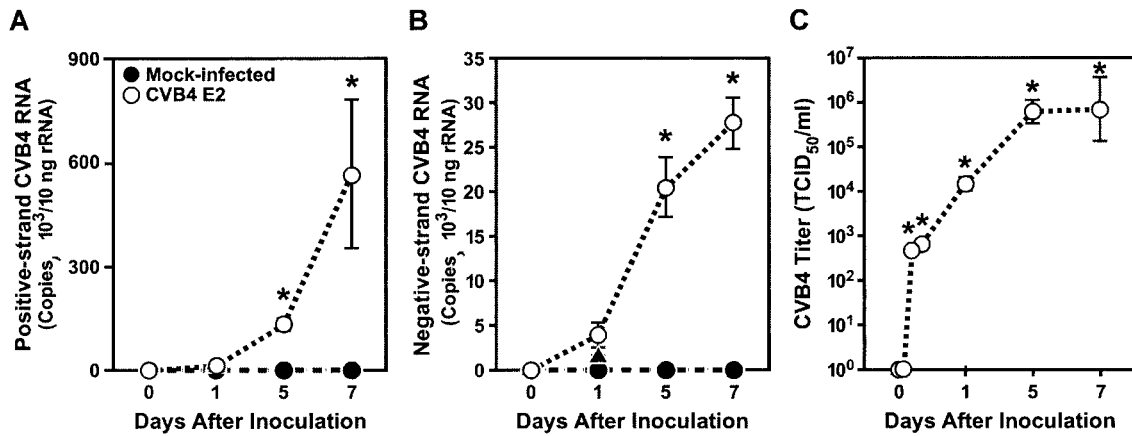 A
Positive-strand CVB4 RNA
(Copies, 10³/10 ng rRNA)
900
600
300
0
Mock-infected
CVB4 E2
*
*
0 1 5 7
Days After Inoculation
B
Negative-strand CVB4 RNA
(Copies, 10³/10 ng rRNA)
35
30
25
20
15
10
5
0
*
*
0 1 5 7
Days After Inoculation
C
CVB4 Titer (TCID₅₀/ml)
10⁷
10⁶
10⁵
10⁴
10³
10²
10¹
10⁰
* * * * *
0 1 5 7
Days After Inoculation